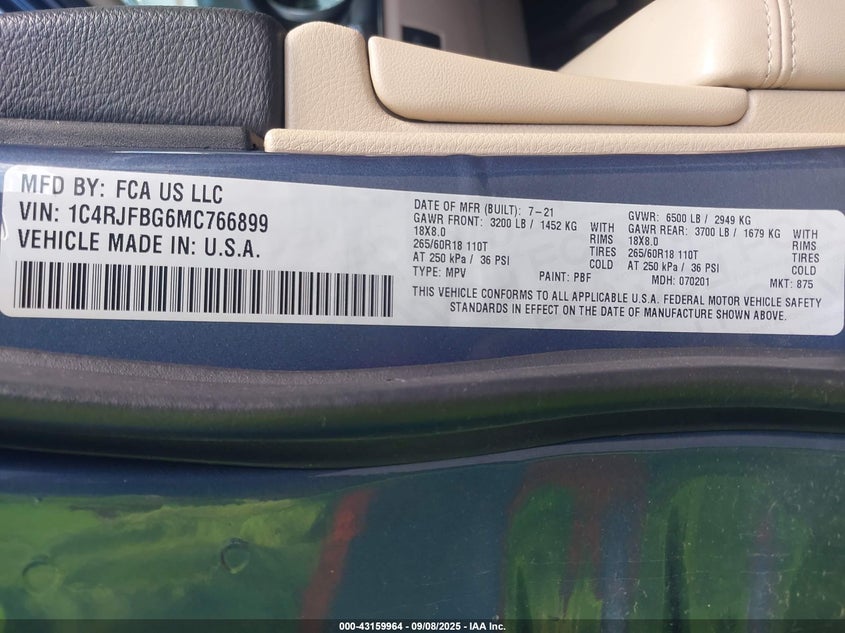 MFD BY: FCA US LLC
VIN: 1C4RJFBG6MC766899
VEHICLE MADE IN: U.S.A.
DATE OF MFR (BUILT): 7-21
GAWR FRONT: 3200 LB / 1452 KG WITH
18X8.0 RIMS
265/60R18 110T TIRES
AT 250 kPa / 36 PSI COLD
TYPE: MPV PAINT: PBF
GVWR: 6500 LB / 2949 KG
GAWR REAR: 3700 LB / 1679 KG WITH
18X8.0 RIMS
265/60R18 110T TIRES
AT 250 kPa / 36 PSI COLD
MDH: 070201 MKT: 875
THIS VEHICLE CONFORMS TO ALL APPLICABLE U.S.A. FEDERAL MOTOR VEHICLE SAFETY
STANDARDS IN EFFECT ON THE DATE OF MANUFACTURE SHOWN ABOVE.
000-43159964 - 09/08/2025 - IAA Inc.